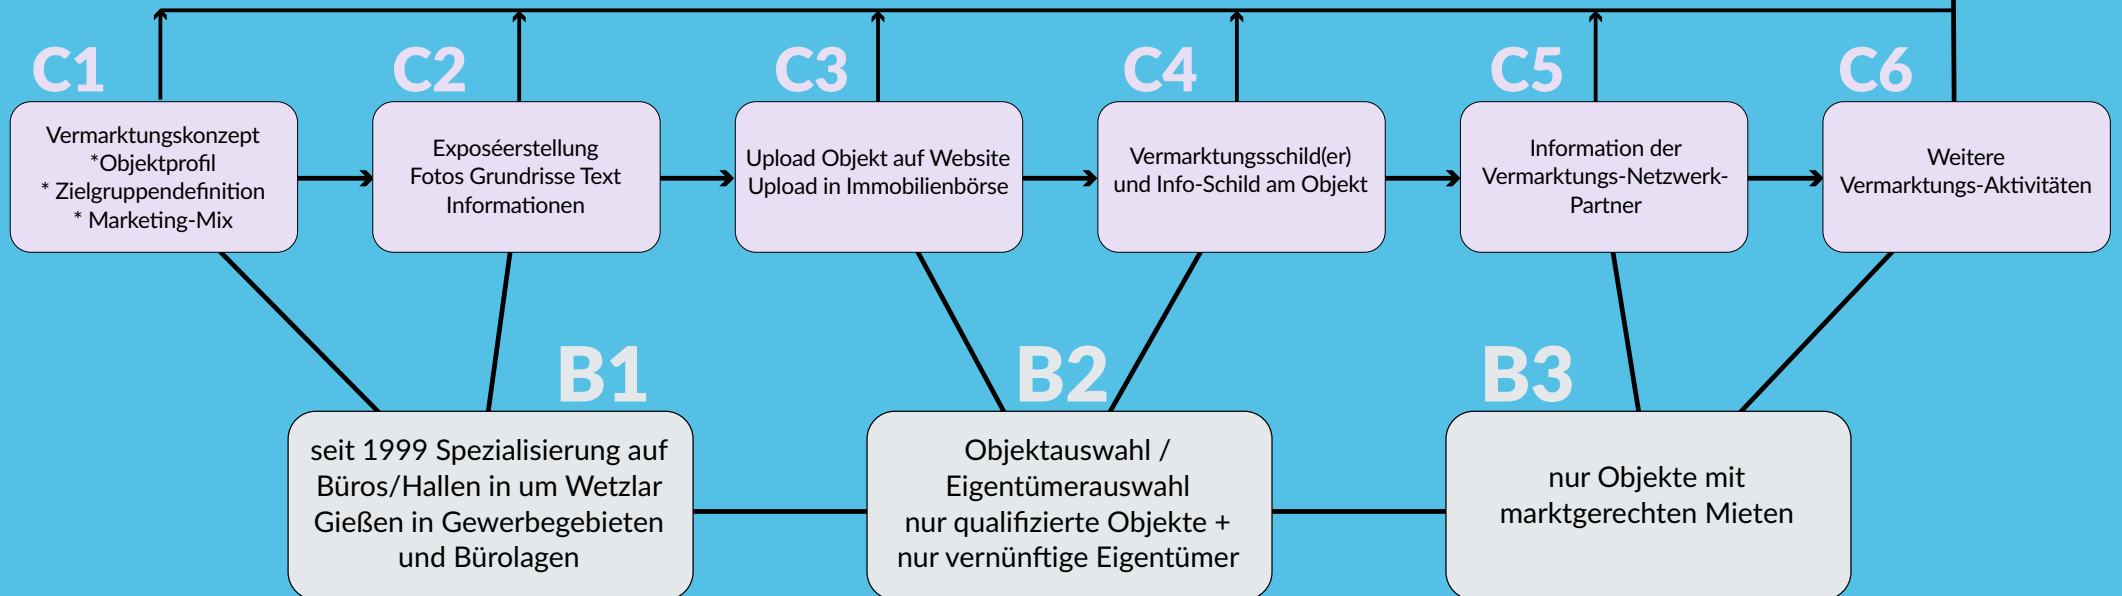 C1
Vermarktungskonzept
*Objektprofil
* Zielgruppendefinition
* Marketing-Mix
C2
Exposéerstellung
Fotos Grundrisse Text
Informationen
C3
Upload Objekt auf Website
Upload in Immobilienbörse
C4
Vermarktungsschild(er)
und Info-Schild am Objekt
C5
Information der
Vermarktungs-Netzwerk-
Partner
C6
Weitere
Vermarktungs-Aktivitäten
B1
seit 1999 Spezialisierung auf
Büros/Hallen in um Wetzlar
Gießen in Gewerbegebieten
und Bürolagen
B2
Objektauswahl /
Eigentümerauswahl
nur qualifizierte Objekte +
nur vernünftige Eigentümer
B3
nur Objekte mit
marktgerechten Mieten